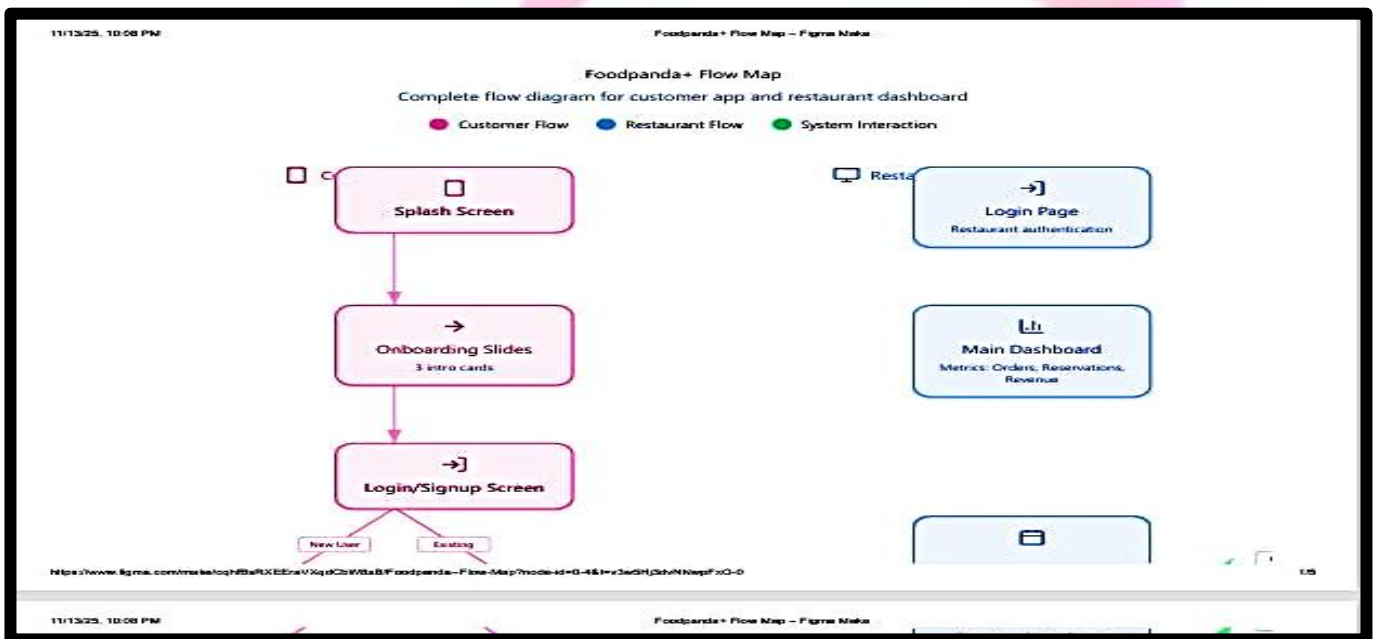 11/13/25, 10:08 PM Foodpanda+ Flow Map – Figma Make
Foodpanda+ Flow Map
Complete flow diagram for customer app and restaurant dashboard
Customer Flow Restaurant Flow System Interaction
C
Splash Screen
Resta
Login Page
Restaurant authentication
Onboarding Slides
3 intro cards
Main Dashboard
Metrics: Orders, Reservations,
Revenue
Login/Signup Screen
New User Existing
1/5
11/13/25, 10:08 PM Foodpanda+ Flow Map – Figma Make